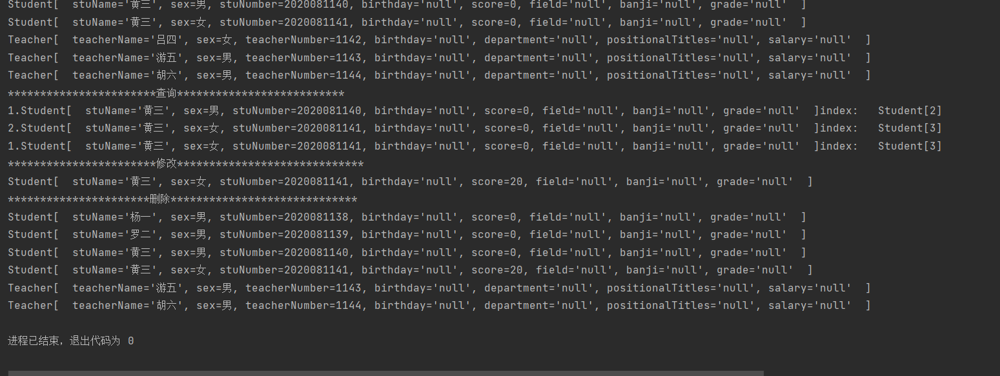 Student[  stuName='黄三', sex=男, stuNumber=2020081140, birthday='null', score=0, field='null', banji='null', grade='null'  ]
Student[  stuName='黄三', sex=女, stuNumber=2020081141, birthday='null', score=0, field='null', banji='null', grade='null'  ]
Teacher[  teacherName='吕四', sex=女, teacherNumber=1142, birthday='null', department='null', positionalTitles='null', salary='null'  ]
Teacher[  teacherName='游五', sex=男, teacherNumber=1143, birthday='null', department='null', positionalTitles='null', salary='null'  ]
Teacher[  teacherName='胡六', sex=男, teacherNumber=1144, birthday='null', department='null', positionalTitles='null', salary='null'  ]
***********************查询**************************
1.Student[  stuName='黄三', sex=男, stuNumber=2020081140, birthday='null', score=0, field='null', banji='null', grade='null'  ]index:   Student[2]
2.Student[  stuName='黄三', sex=女, stuNumber=2020081141, birthday='null', score=0, field='null', banji='null', grade='null'  ]index:   Student[3]
1.Student[  stuName='黄三', sex=女, stuNumber=2020081141, birthday='null', score=0, field='null', banji='null', grade='null'  ]index:   Student[3]
***********************修改*****************************
Student[  stuName='黄三', sex=女, stuNumber=2020081141, birthday='null', score=20, field='null', banji='null', grade='null'  ]
**********************删除*****************************
Student[  stuName='杨一', sex=男, stuNumber=2020081138, birthday='null', score=0, field='null', banji='null', grade='null'  ]
Student[  stuName='罗二', sex=男, stuNumber=2020081139, birthday='null', score=0, field='null', banji='null', grade='null'  ]
Student[  stuName='黄三', sex=男, stuNumber=2020081140, birthday='null', score=0, field='null', banji='null', grade='null'  ]
Student[  stuName='黄三', sex=女, stuNumber=2020081141, birthday='null', score=20, field='null', banji='null', grade='null'  ]
Teacher[  teacherName='游五', sex=男, teacherNumber=1143, birthday='null', department='null', positionalTitles='null', salary='null'  ]
Teacher[  teacherName='胡六', sex=男, teacherNumber=1144, birthday='null', department='null', positionalTitles='null', salary='null'  ]
进程已结束，退出代码为 0